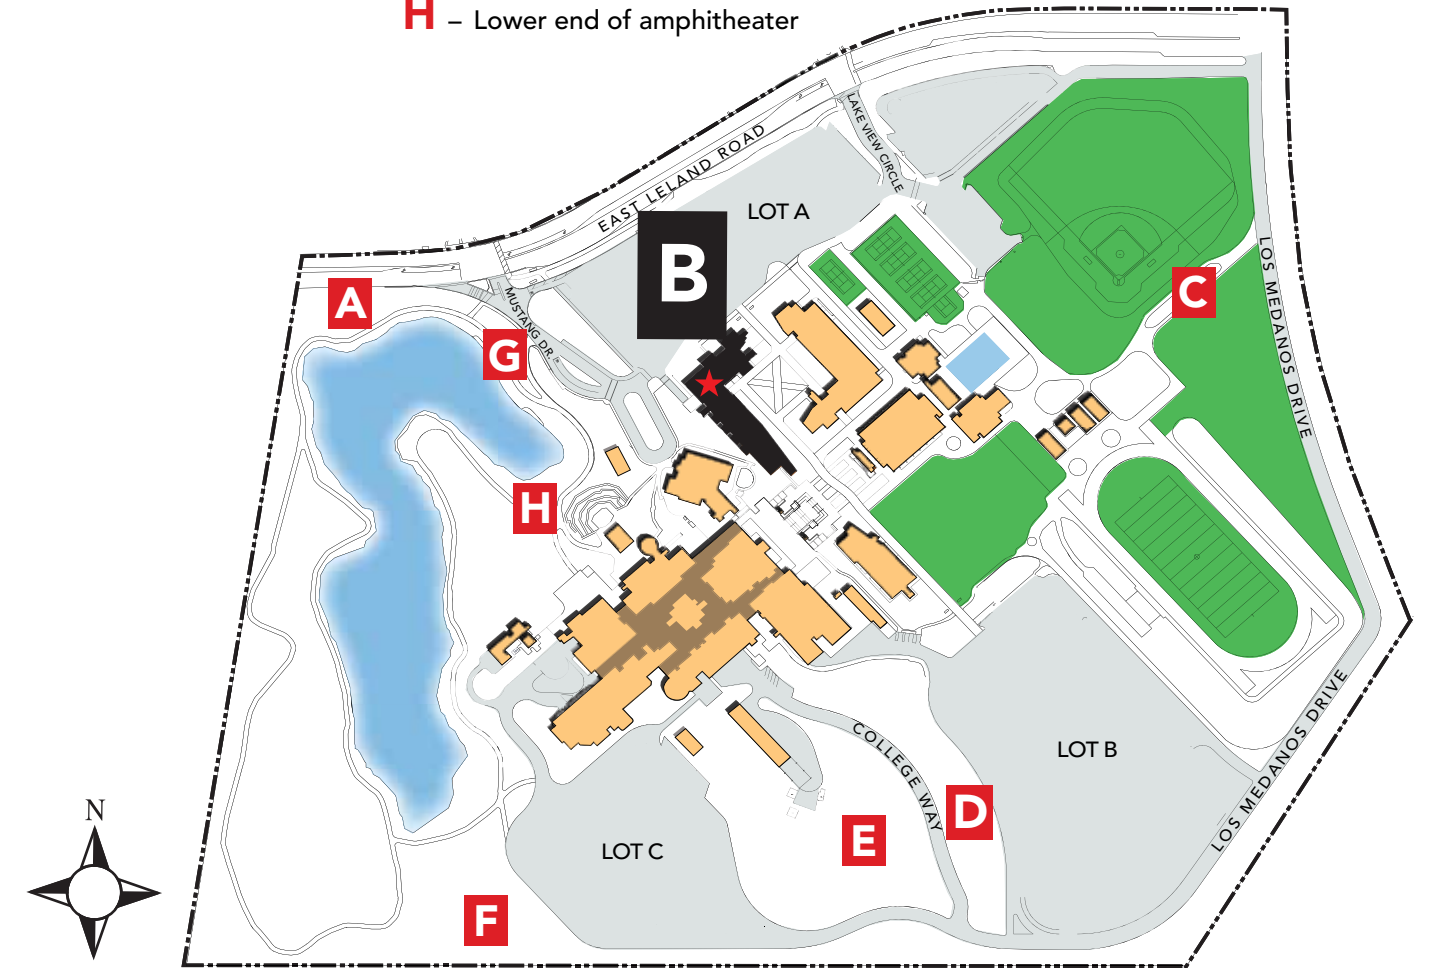 H – Lower end of amphitheater
EAST LELAND ROAD
LAKE VIEW CIRCLE
LOT A
B
LOS MEDANOS DRIVE
C
A
MUSTANG DR.
G
H
LOS MEDANOS DRIVE
COLLEGE WAY
LOT B
D
E
LOT C
N
F